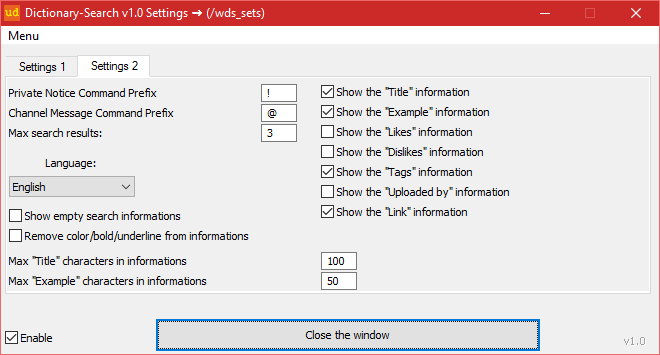 ud Dictionary-Search v1.0 Settings ➔ (/wds_sets)
Menu
Settings 1 Settings 2
Private Notice Command Prefix !
Channel Message Command Prefix @
Max search results: 3
Language:
English
Show empty search informations
Remove color/bold/underline from informations
Show the "Title" information
Show the "Example" information
Show the "Likes" information
Show the "Dislikes" information
Show the "Tags" information
Show the "Uploaded by" information
Show the "Link" information
Max "Title" characters in informations 100
Max "Example" characters in informations 50
Enable
Close the window
v1.0